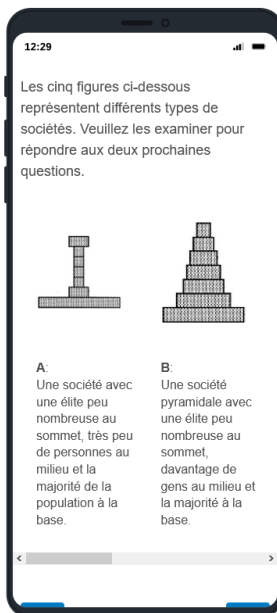 12:29
Les cinq figures ci-dessous
représentent différents types de
sociétés. Veuillez les examiner pour
répondre aux deux prochaines
questions.
A:
Une société avec
une élite peu
nombreuse au
sommet, très peu
de personnes au
milieu et la
majorité de la
population à la
base.
B:
Une société
pyramidale avec
une élite peu
nombreuse au
sommet,
davantage de
gens au milieu et
la majorité à la
base.